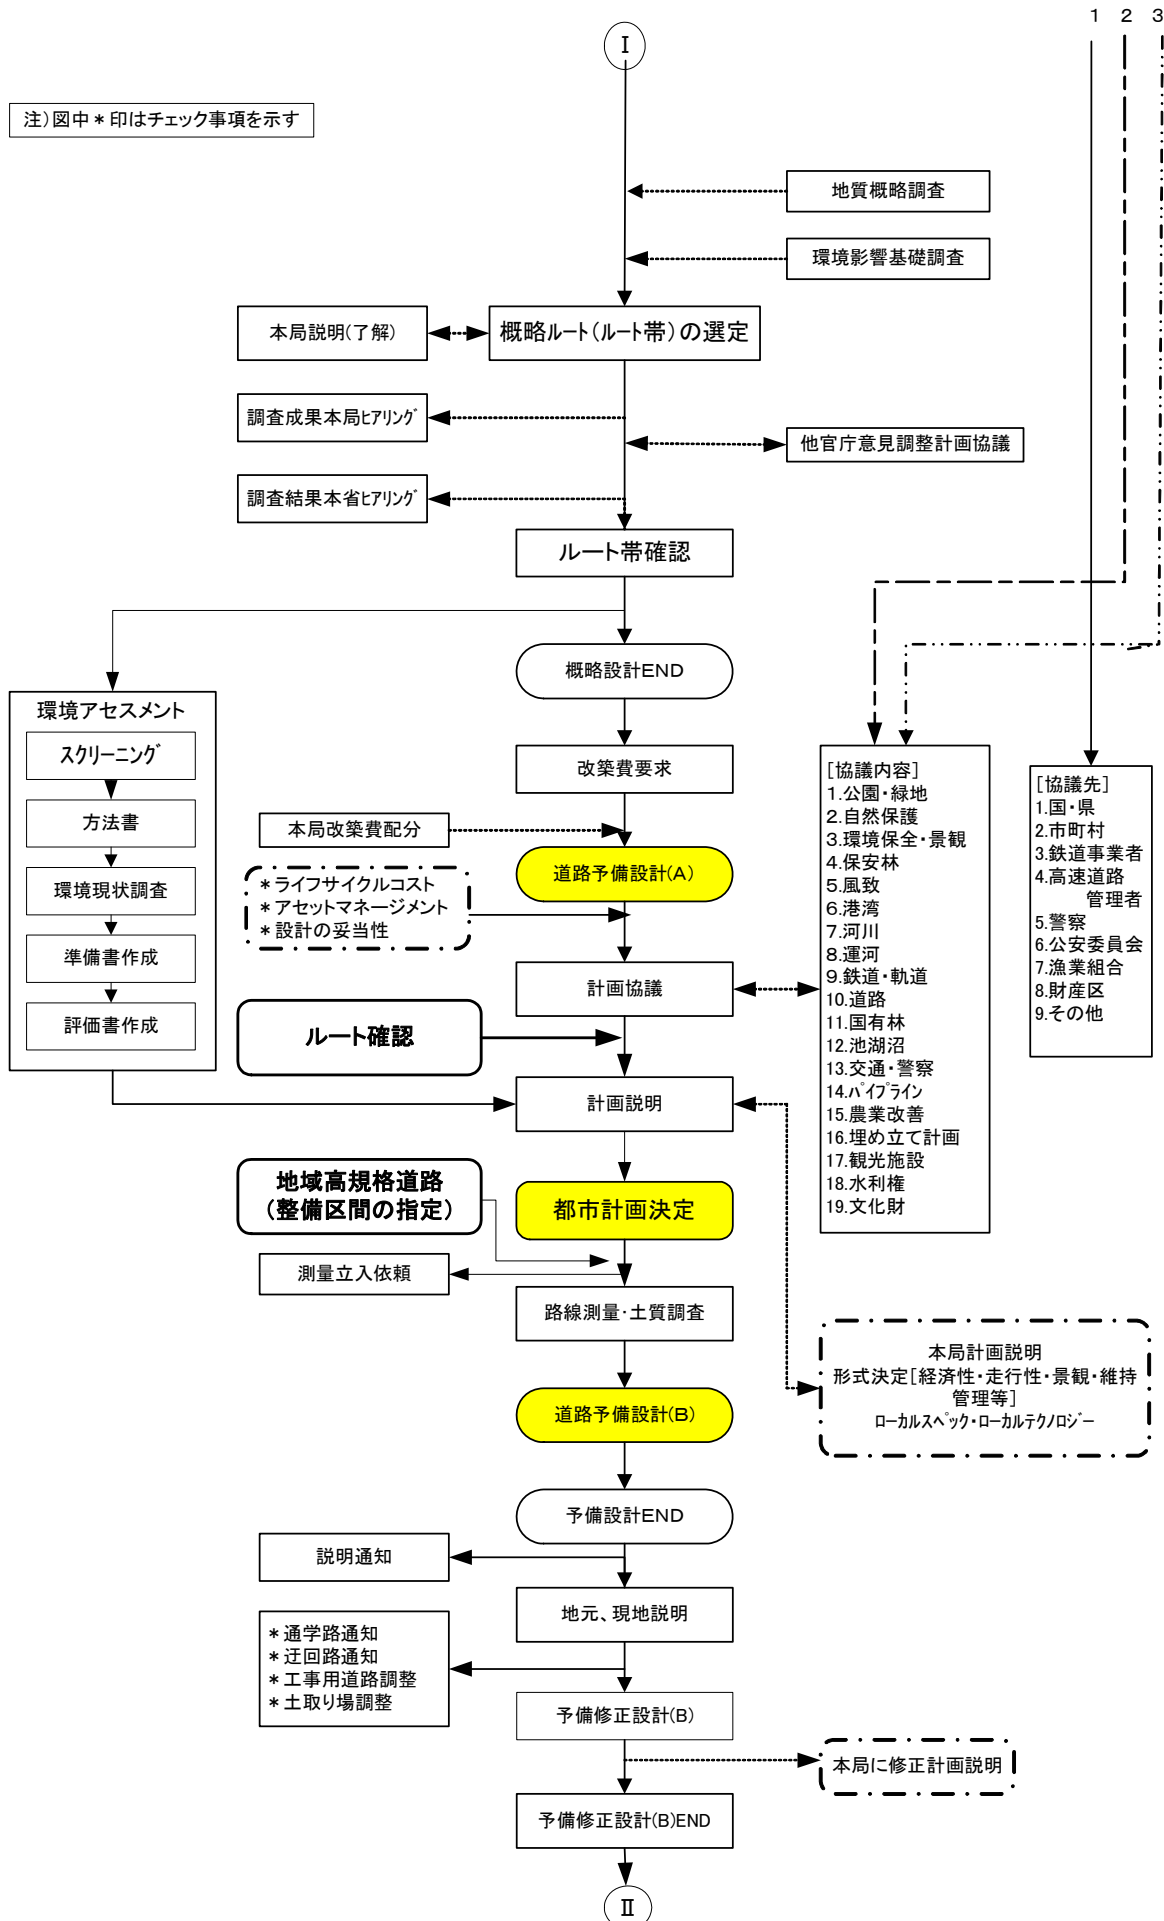 1 2 3
Ⅰ
注)図中*印はチェック事項を示す
地質概略調査
環境影響基礎調査
本局説明(了解)
概略ルート(ルート帯)の選定
調査成果本局ヒアリング
他官庁意見調整計画協議
調査結果本省ヒアリング
ルート帯確認
概略設計END
環境アセスメント
スクリーニング
方法書
環境現状調査
準備書作成
評価書作成
改築費要求
本局改築費配分
道路予備設計(A)
*ライフサイクルコスト
*アセットマネージメント
*設計の妥当性
計画協議
[協議内容]
1.公園・緑地
2.自然保護
3.環境保全・景観
4.保安林
5.風致
6.港湾
7.河川
8.運河
9.鉄道・軌道
10.道路
11.国有林
12.池湖沼
13.交通・警察
14.パイプライン
15.農業改善
16.埋め立て計画
17.観光施設
18.水利権
19.文化財
[協議先]
1.国・県
2.市町村
3.鉄道事業者
4.高速道路
管理者
5.警察
6.公安委員会
7.漁業組合
8.財産区
9.その他
ルート確認
計画説明
地域高規格道路
(整備区間の指定)
都市計画決定
測量立入依頼
路線測量・土質調査
本局計画説明
形式決定[経済性・走行性・景観・維持
管理等]
ローカルスペック・ローカルテクノロジー
道路予備設計(B)
予備設計END
説明通知
地元、現地説明
*通学路通知
*迂回路通知
*工事用道路調整
*土取り場調整
予備修正設計(B)
本局に修正計画説明
予備修正設計(B)END
Ⅱ